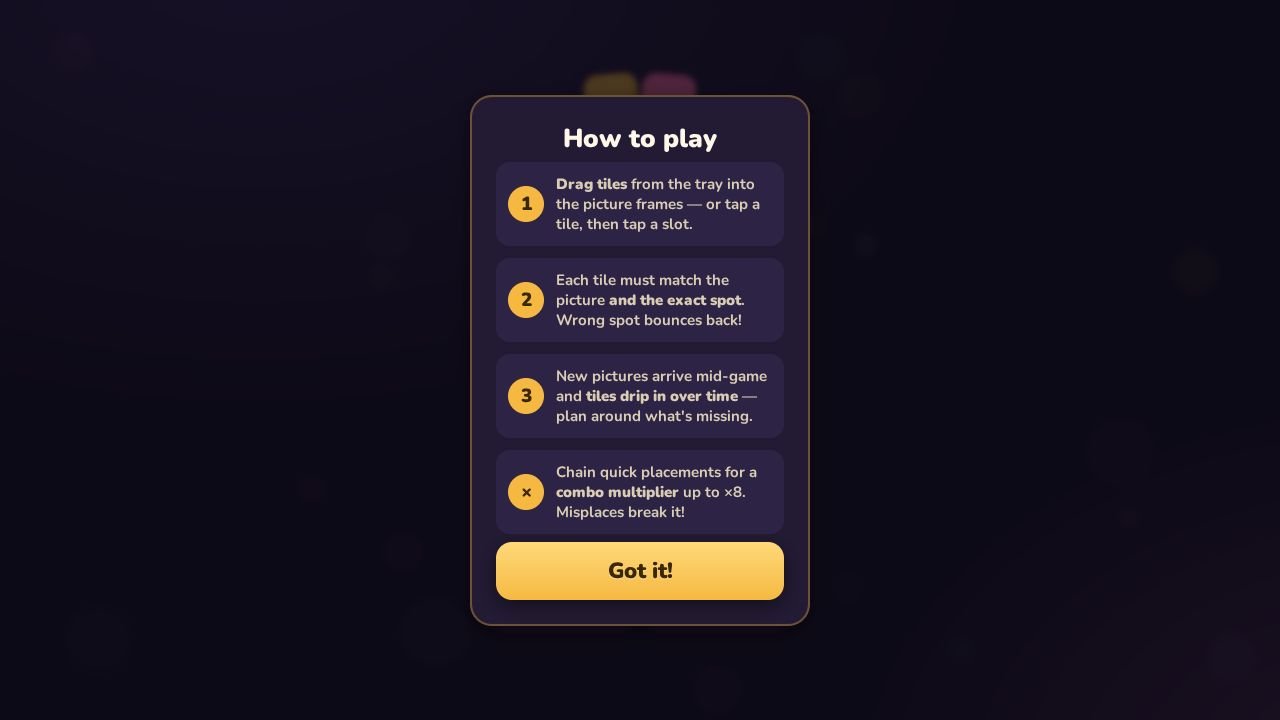 How to play
1
Drag tiles from the tray into
the picture frames — or tap a
tile, then tap a slot.
2
Each tile must match the
picture and the exact spot.
Wrong spot bounces back!
3
New pictures arrive mid-game
and tiles drip in over time —
plan around what's missing.
×
Chain quick placements for a
combo multiplier up to ×8.
Misplaces break it!
Got it!